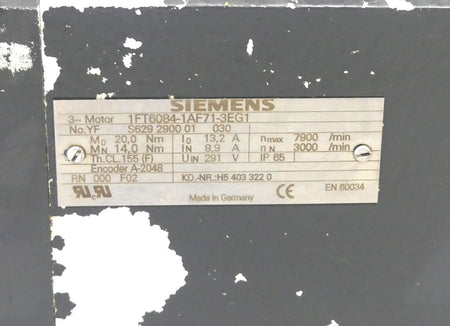 SIEMENS
3~ Motor 1FT6084-1AF71-3EG1
No.YF S629 2900 01 030
M0 20,0 Nm I0 13,2 A nmax 7900 /min
MN 14,0 Nm IN 9,9 A nN 3000 /min
Th.CL.155 (F) UIN 291 V IP 65
Encoder A-2048
RN 000 F02 KD.-NR.:H5 403 322 0
Made in Germany CE EN 60034